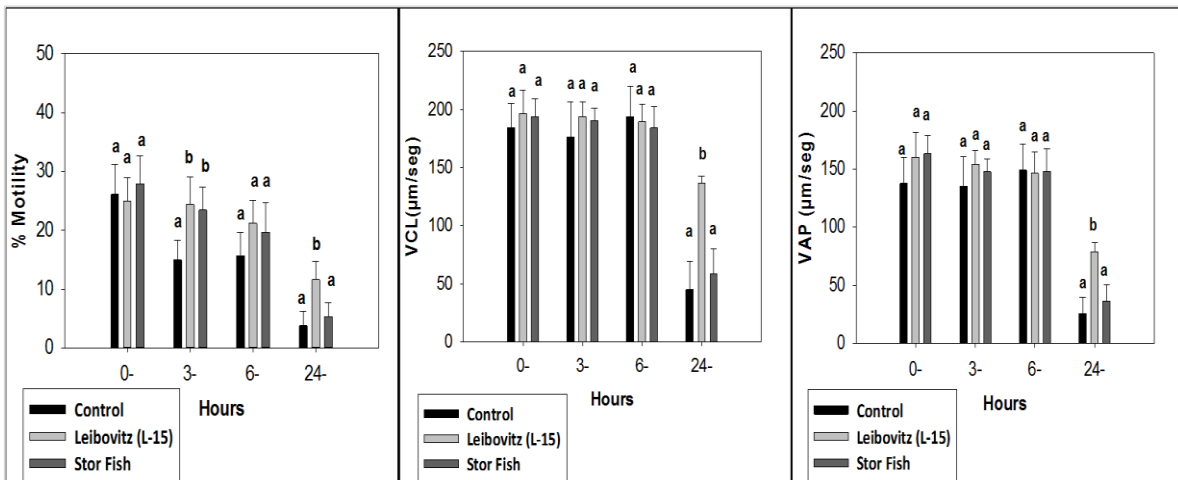 50
40
30
20
10
0
% Motility
a a a
a b b
a a a
a b a
0- 3- 6- 24-
Hours
Control
Leibovitz (L-15)
Stor Fish
250
200
150
100
50
0
VCL(µm/seg)
a a a
a a a
a a a
a b a
0- 3- 6- 24-
Hours
Control
Leibovitz (L-15)
Stor Fish
250
200
150
100
50
0
VAP (µm/seg)
a a a
a a a
a a a
a b a
0- 3- 6- 24-
Hours
Control
Leibovitz (L-15)
Stor Fish